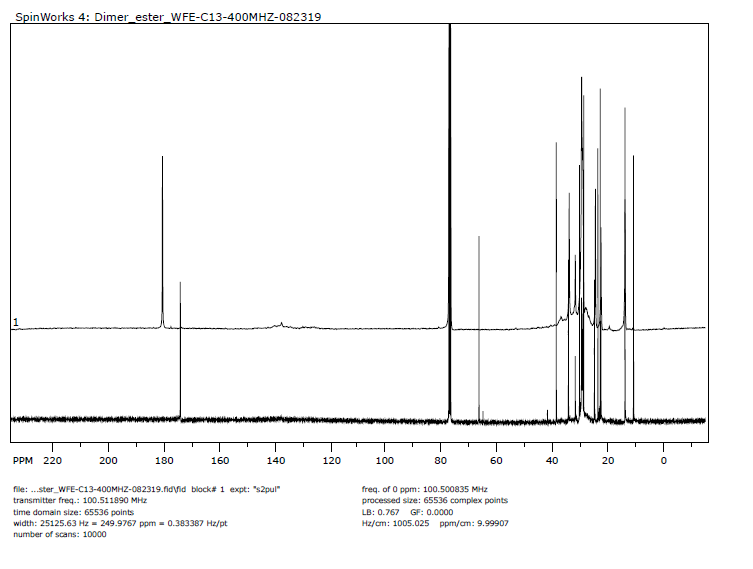 SpinWorks 4: Dimer_ester_WFE-C13-400MHZ-082319
1
PPM 220 200 180 160 140 120 100 80 60 40 20 0
file: ...ster_WFE-C13-400MHZ-082319.fid\fid block# 1 expt: "s2pul"
transmitter freq.: 100.511890 MHz
time domain size: 65536 points
width: 25125.63 Hz = 249.9767 ppm = 0.383387 Hz/pt
number of scans: 10000
freq. of 0 ppm: 100.500835 MHz
processed size: 65536 complex points
LB: 0.767 GF: 0.0000
Hz/cm: 1005.025 ppm/cm: 9.99907